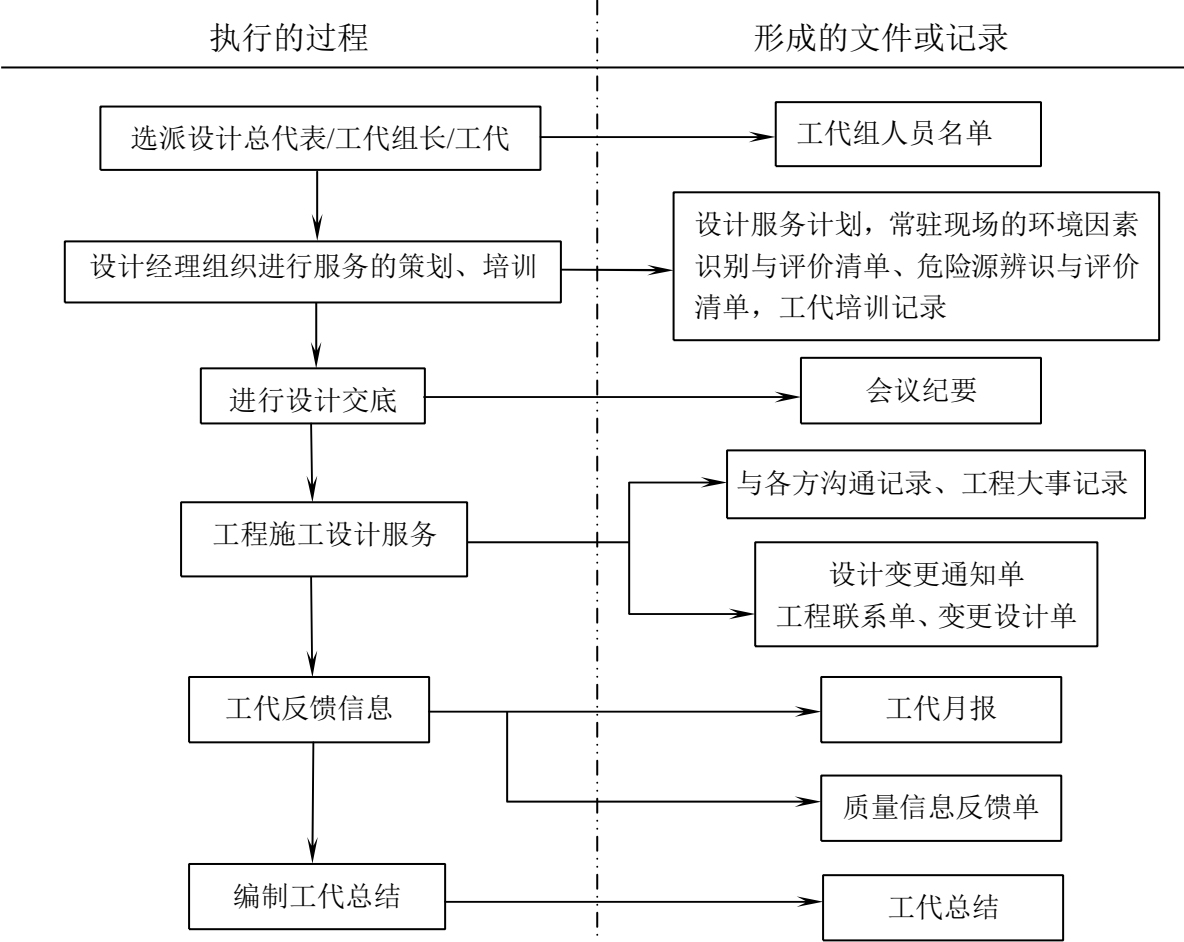 执行的过程
形成的文件或记录
选派设计总代表/工代组长/工代
工代组人员名单
设计经理组织进行服务的策划、培训
设计服务计划，常驻现场的环境因素
识别与评价清单、危险源辨识与评价
清单，工代培训记录
进行设计交底
会议纪要
工程施工设计服务
与各方沟通记录、工程大事记录
设计变更通知单
工程联系单、变更设计单
工代反馈信息
工代月报
质量信息反馈单
编制工代总结
工代总结